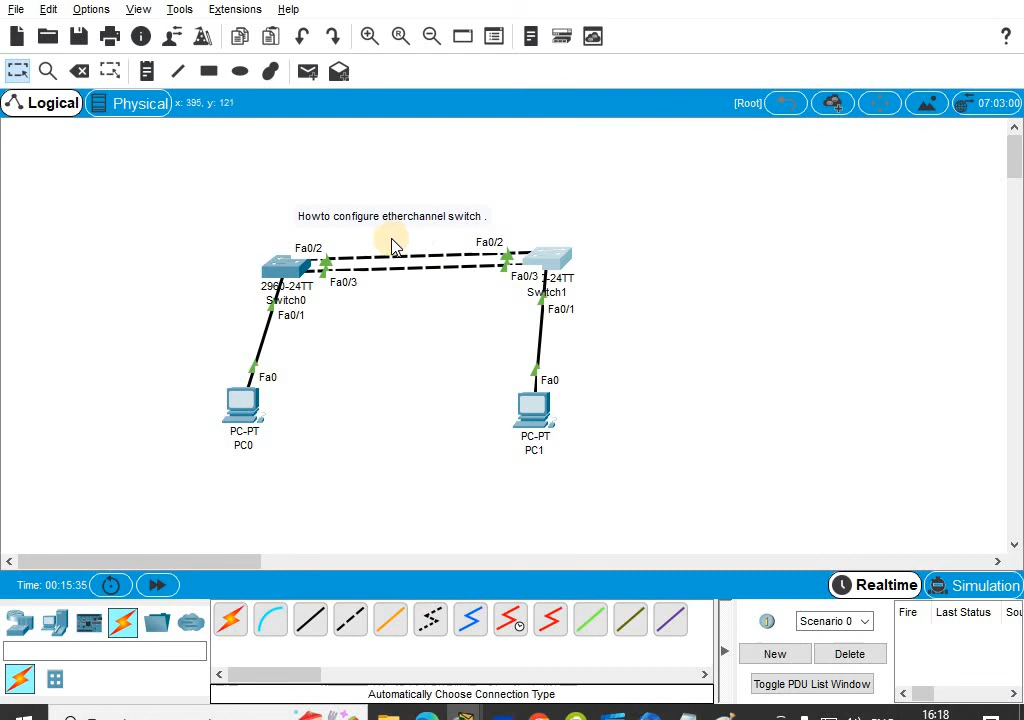 File Edit Options View Tools Extensions Help
?
Logical Physical x: 395, y: 121 [Root] 07:03:00
Howto configure etherchannel switch .
Fa0/2 Fa0/2
Fa0/3 Fa0/3
2960-24TT -24TT
Switch0 Switch1
Fa0/1 Fa0/1
Fa0 Fa0
PC-PT PC-PT
PC0 PC1
Time: 00:15:35 Realtime Simulation
Scenario 0 Fire Last Status Sou
New Delete
Toggle PDU List Window
Automatically Choose Connection Type
16:18